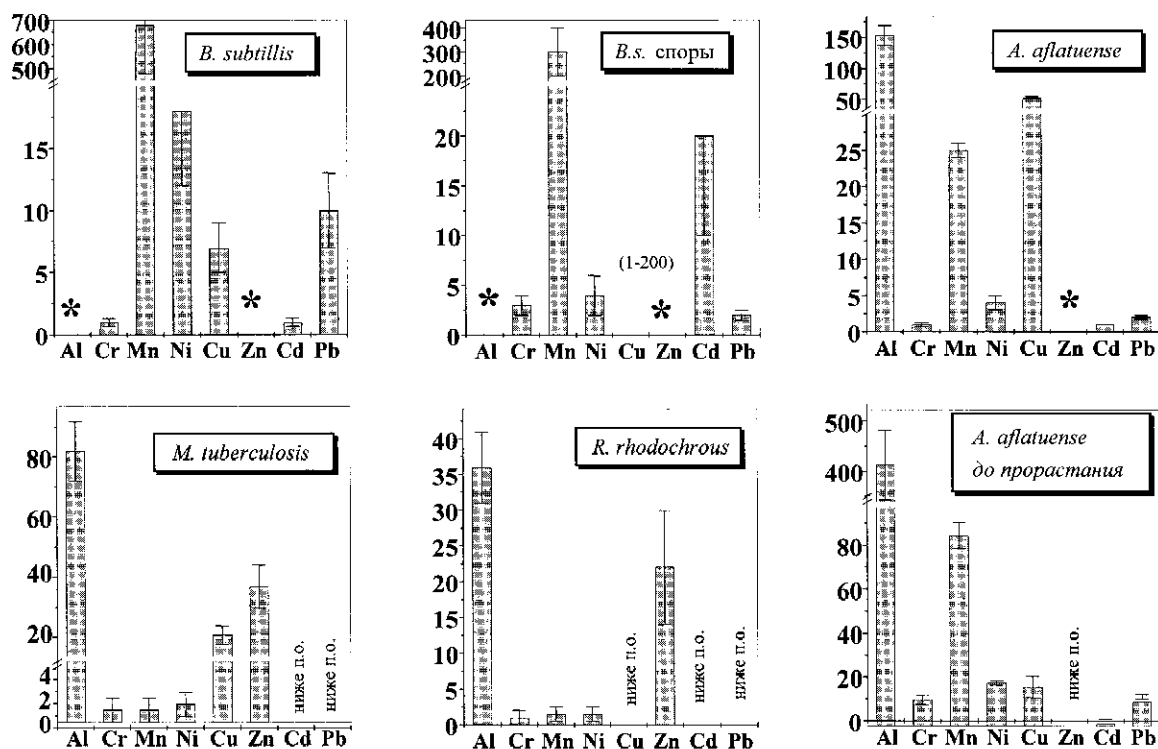 B. subtillis
700
600
500
15
10
5
0
*
*
Al Cr Mn Ni Cu Zn Cd Pb
B.s. споры
400
300
200
20
15
10
5
0
*
(1-200)
*
Al Cr Mn Ni Cu Zn Cd Pb
A. aflatuense
150
100
50
25
20
15
10
5
0
*
Al Cr Mn Ni Cu Zn Cd Pb
M. tuberculosis
80
60
40
20
4
2
0
ниже п.о.
ниже п.о.
Al Cr Mn Ni Cu Zn Cd Pb
R. rhodochrous
40
35
30
25
20
15
10
5
0
ниже п.о.
ниже п.о.
ниже п.о.
Al Cr Mn Ni Cu Zn Cd Pb
A. aflatuense
до прорастания
500
400
80
60
40
20
0
ниже п.о.
Al Cr Mn Ni Cu Zn Cd Pb